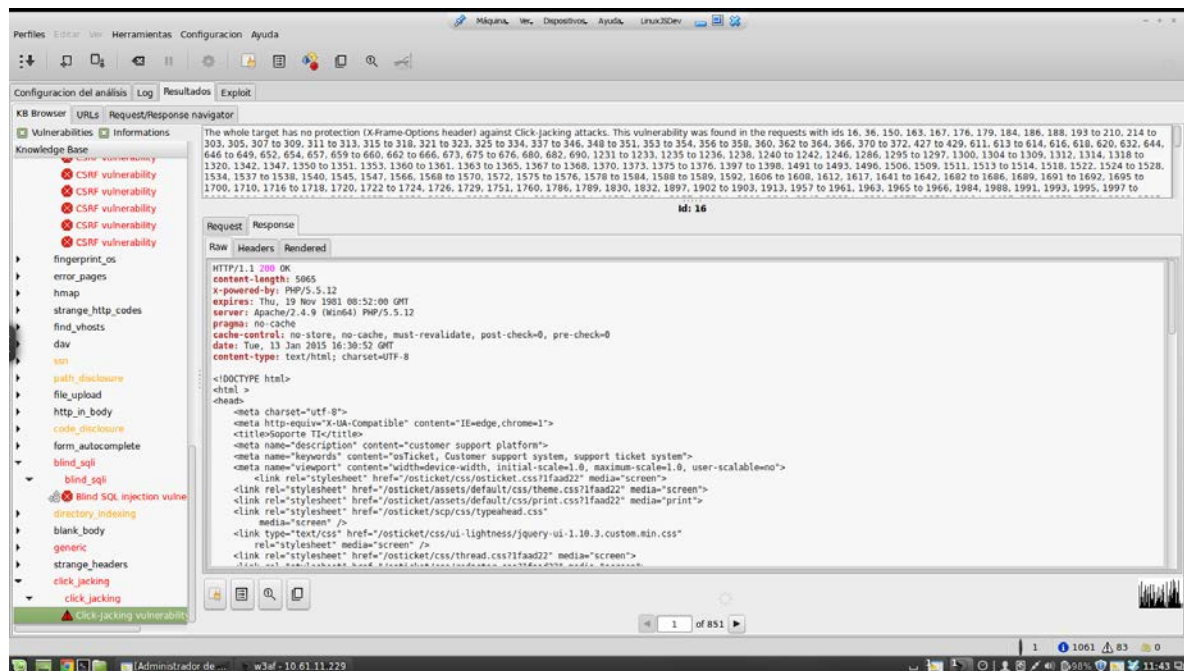 Máquina, Ver, Dispositivos, Ayuda, LinuxJSDev
Perfiles Editar Ver Herramientas Configuracion Ayuda
Configuracion del análisis Log Resultados Exploit
KB Browser URLs Request/Response navigator
Vulnerabilities Informations
Knowledge Base
CSRF vulnerability
CSRF vulnerability
CSRF vulnerability
CSRF vulnerability
CSRF vulnerability
CSRF vulnerability
fingerprint_os
error_pages
hmap
strange_http_codes
find_vhosts
dav
ssn
path_disclosure
file_upload
http_in_body
code_disclosure
form_autocomplete
blind_sqli
blind_sqli
Blind SQL injection vulne
directory_indexing
blank_body
generic
strange_headers
click_jacking
click_jacking
Click-Jacking vulnerability
The whole target has no protection (X-Frame-Options header) against Click-Jacking attacks. This vulnerability was found in the requests with ids 16, 36, 150, 163, 167, 176, 179, 184, 186, 188, 193 to 210, 214 to
303, 305, 307 to 309, 311 to 313, 315 to 318, 321 to 323, 325 to 334, 337 to 346, 348 to 351, 353 to 354, 356 to 358, 360, 362 to 364, 366, 370 to 372, 427 to 429, 611, 613 to 614, 616, 618, 620, 632, 644,
646 to 649, 652, 654, 657, 659 to 660, 662 to 666, 673, 675 to 676, 680, 682, 690, 1231 to 1233, 1235 to 1236, 1238, 1240 to 1242, 1246, 1286, 1295 to 1297, 1300, 1304 to 1309, 1312, 1314, 1318 to
1320, 1342, 1347, 1350 to 1351, 1353, 1360 to 1361, 1363 to 1365, 1367 to 1368, 1370, 1373, 1375 to 1376, 1397 to 1398, 1491 to 1493, 1496, 1506, 1509, 1511, 1513 to 1514, 1518, 1522, 1524 to 1528,
1534, 1537 to 1538, 1540, 1545, 1547, 1566, 1568 to 1570, 1572, 1575 to 1576, 1578 to 1584, 1588 to 1589, 1592, 1606 to 1608, 1612, 1617, 1641 to 1642, 1682 to 1686, 1689, 1691 to 1692, 1695 to
1700, 1710, 1716 to 1718, 1720, 1722 to 1724, 1726, 1729, 1751, 1760, 1786, 1789, 1830, 1832, 1897, 1902 to 1903, 1913, 1957 to 1961, 1963, 1965 to 1966, 1984, 1988, 1991, 1993, 1995, 1997 to
Id: 16
Request Response
Raw Headers Rendered
HTTP/1.1 200 OK
content-length: 5065
x-powered-by: PHP/5.5.12
expires: Thu, 19 Nov 1981 08:52:00 GMT
server: Apache/2.4.9 (Win64) PHP/5.5.12
pragma: no-cache
cache-control: no-store, no-cache, must-revalidate, post-check=0, pre-check=0
date: Tue, 13 Jan 2015 16:30:52 GMT
content-type: text/html; charset=UTF-8
<!DOCTYPE html>
<html >
<head>
<meta charset="utf-8">
<meta http-equiv="X-UA-Compatible" content="IE=edge,chrome=1">
<title>Soporte TI</title>
<meta name="description" content="customer support platform">
<meta name="keywords" content="osTicket, Customer support system, support ticket system">
<meta name="viewport" content="width=device-width, initial-scale=1.0, maximum-scale=1.0, user-scalable=no">
<link rel="stylesheet" href="/osticket/css/osticket.css?1faad22" media="screen">
<link rel="stylesheet" href="/osticket/assets/default/css/theme.css?1faad22" media="screen">
<link rel="stylesheet" href="/osticket/assets/default/css/print.css?1faad22" media="print">
<link rel="stylesheet" href="/osticket/scp/css/typeahead.css"
media="screen" />
<link type="text/css" href="/osticket/css/ui-lightness/jquery-ui-1.10.3.custom.min.css"
rel="stylesheet" media="screen" />
<link rel="stylesheet" href="/osticket/css/thread.css?1faad22" media="screen">
1 of 851
1 1061 83 0
[Administrador de ... w3af - 10.61.11.229
98% 11:43